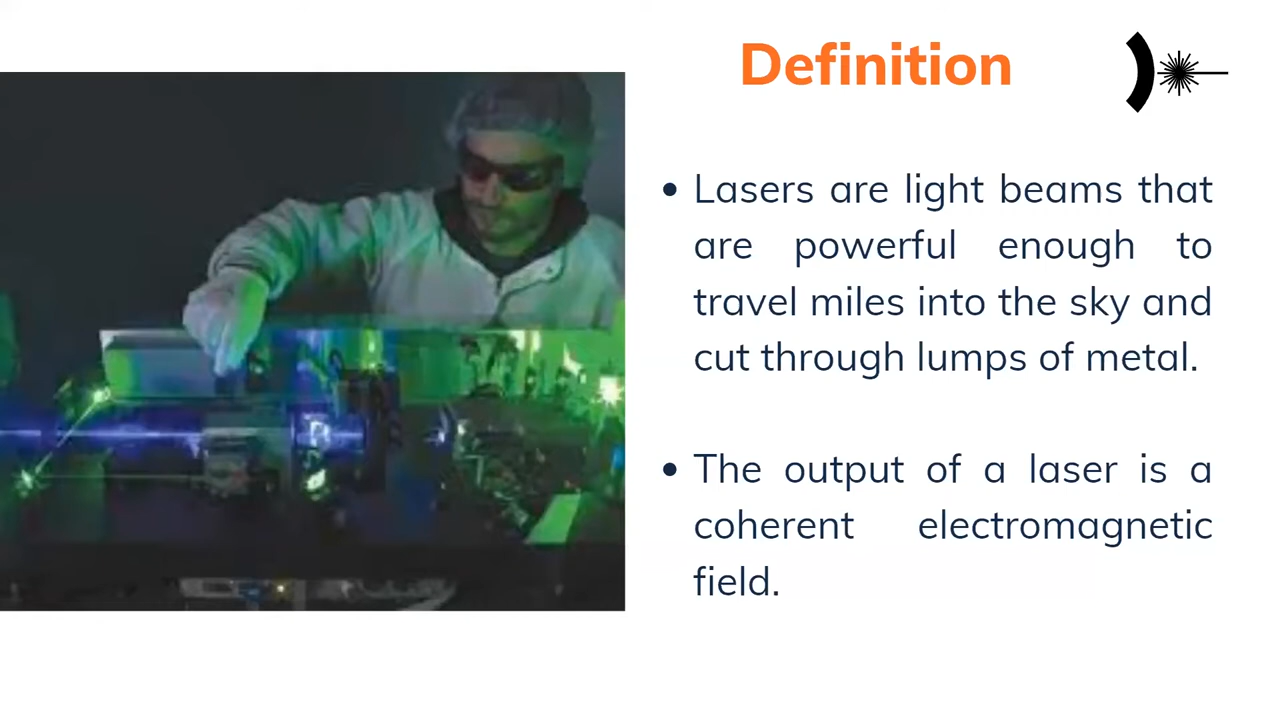 Definition
• Lasers are light beams that
are powerful enough to
travel miles into the sky and
cut through lumps of metal.
• The output of a laser is a
coherent electromagnetic
field.